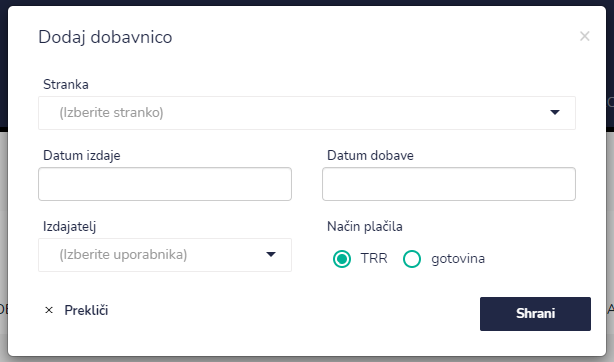 Dodaj dobavnico
×
Stranka
(Izberite stranko)
Datum izdaje
Datum dobave
Izdajatelj
Način plačila
(Izberite uporabnika)
TRR
gotovina
× Prekliči
Shrani